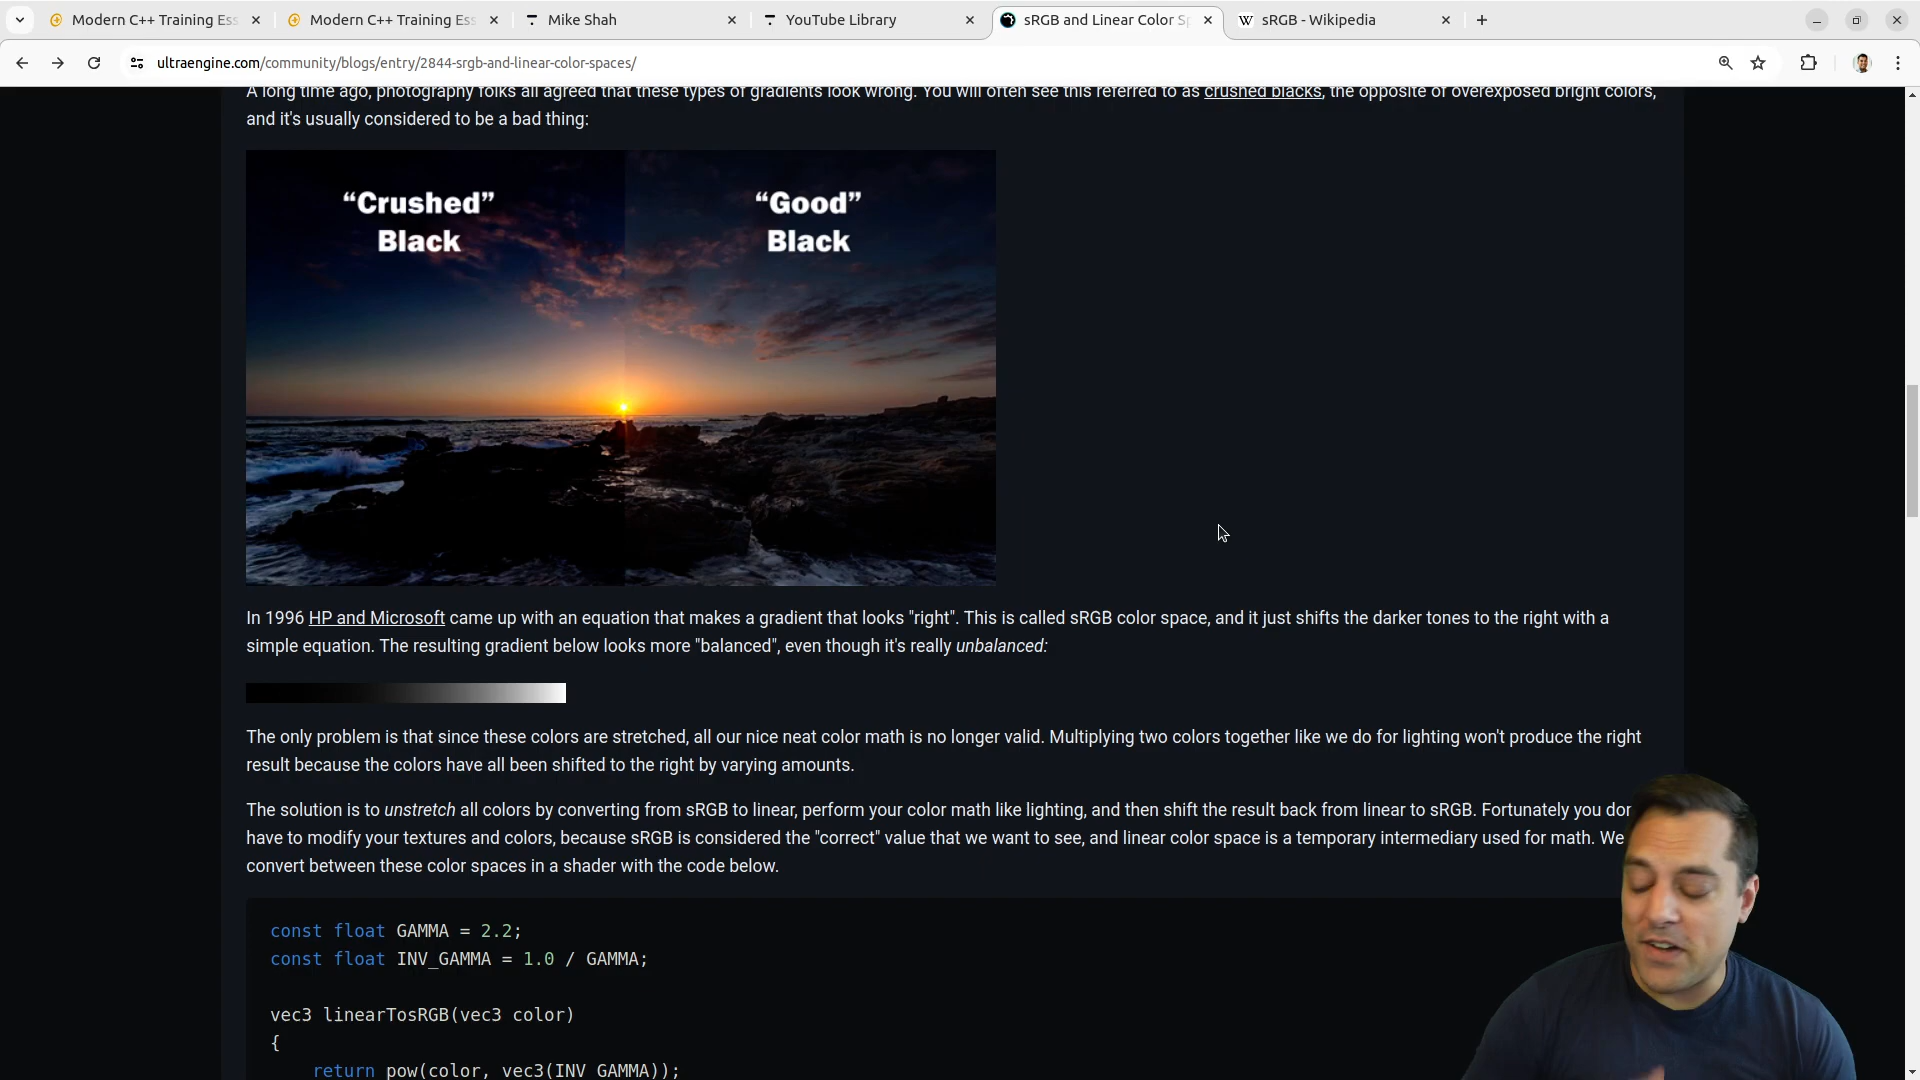 Modern C++ Training Ess
Modern C++ Training Ess
Mike Shah
YouTube Library
sRGB and Linear Color Sp
W sRGB - Wikipedia
ultraengine.com/community/blogs/entry/2844-srgb-and-linear-color-spaces/
A long time ago, photography folks all agreed that these types of gradients look wrong. You will often see this referred to as crushed blacks, the opposite of overexposed bright colors,
and it's usually considered to be a bad thing:
“Crushed”
Black
“Good”
Black
In 1996 HP and Microsoft came up with an equation that makes a gradient that looks "right". This is called sRGB color space, and it just shifts the darker tones to the right with a
simple equation. The resulting gradient below looks more "balanced", even though it's really unbalanced:
The only problem is that since these colors are stretched, all our nice neat color math is no longer valid. Multiplying two colors together like we do for lighting won't produce the right
result because the colors have all been shifted to the right by varying amounts.
The solution is to unstretch all colors by converting from sRGB to linear, perform your color math like lighting, and then shift the result back from linear to sRGB. Fortunately you don
have to modify your textures and colors, because sRGB is considered the "correct" value that we want to see, and linear color space is a temporary intermediary used for math. We
convert between these color spaces in a shader with the code below.
const float GAMMA = 2.2;
const float INV_GAMMA = 1.0 / GAMMA;
vec3 linearTosRGB(vec3 color)
{
return pow(color, vec3(INV_GAMMA));